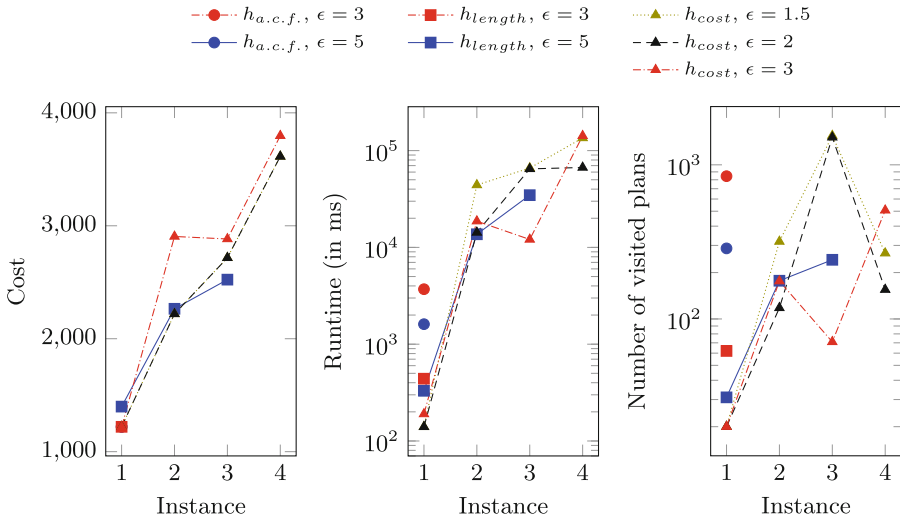 h_{a.c.f.}, ϵ = 3
h_{length}, ϵ = 3
h_{cost}, ϵ = 1.5
h_{a.c.f.}, ϵ = 5
h_{length}, ϵ = 5
h_{cost}, ϵ = 2
h_{cost}, ϵ = 3
Cost
4,000
3,000
2,000
1,000
1 2 3 4
Instance
Runtime (in ms)
10^5
10^4
10^3
10^2
1 2 3 4
Instance
Number of visited plans
10^3
10^2
1 2 3 4
Instance